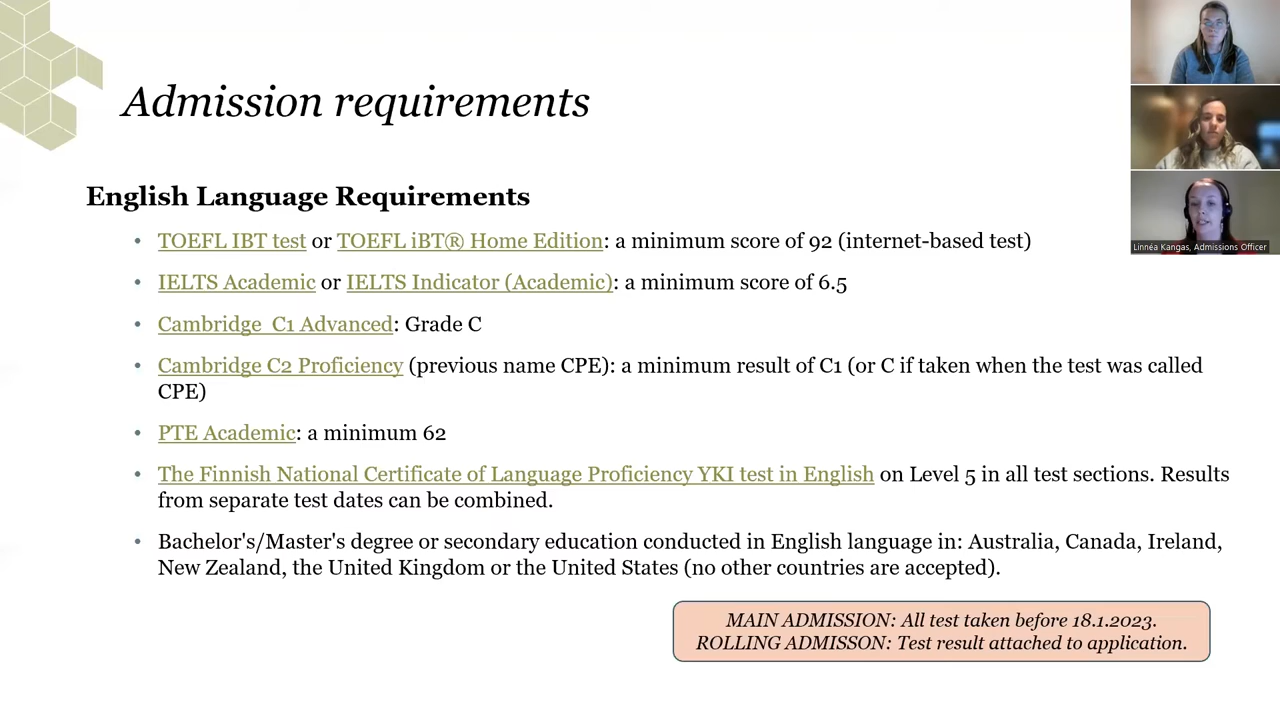 Admission requirements
English Language Requirements
• TOEFL IBT test or TOEFL iBT® Home Edition: a minimum score of 92 (internet-based test)
• IELTS Academic or IELTS Indicator (Academic): a minimum score of 6.5
• Cambridge C1 Advanced: Grade C
• Cambridge C2 Proficiency (previous name CPE): a minimum result of C1 (or C if taken when the test was called
CPE)
• PTE Academic: a minimum 62
• The Finnish National Certificate of Language Proficiency YKI test in English on Level 5 in all test sections. Results
from separate test dates can be combined.
• Bachelor's/Master's degree or secondary education conducted in English language in: Australia, Canada, Ireland,
New Zealand, the United Kingdom or the United States (no other countries are accepted).
MAIN ADMISSION: All test taken before 18.1.2023.
ROLLING ADMISSON: Test result attached to application.
Linnéa Kangas, Admissions Officer